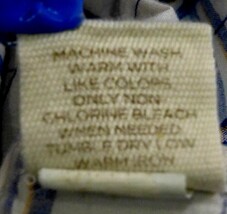 MACHINE WASH
WARM WITH
LIKE COLORS
ONLY NON
CHLORINE BLEACH
WHEN NEEDED
TUMBLE DRY LOW
WARM IRON